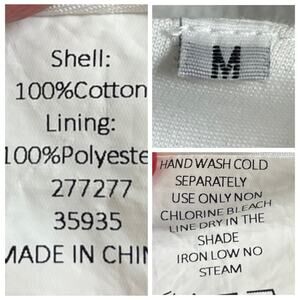 Shell:
100%Cotton
Lining:
100%Polyeste
277277
35935
MADE IN CHIN
M
HAND WASH COLD
SEPARATELY
USE ONLY NON
CHLORINE BLEACH
LINE DRY IN THE
SHADE
IRON LOW NO
STEAM